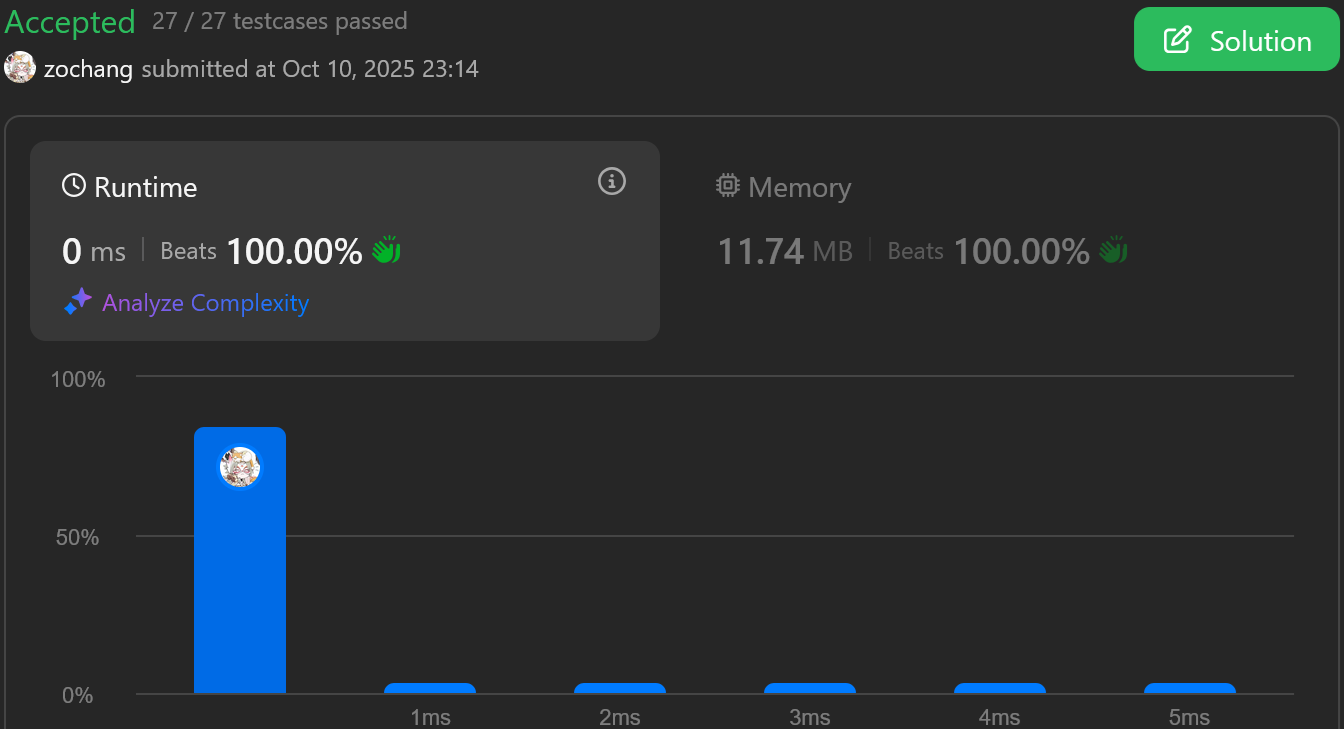 Accepted 27 / 27 testcases passed
zochang submitted at Oct 10, 2025 23:14
Solution
Runtime
0 ms Beats 100.00%
Analyze Complexity
Memory
11.74 MB Beats 100.00%
100%
50%
0%
1ms 2ms 3ms 4ms 5ms